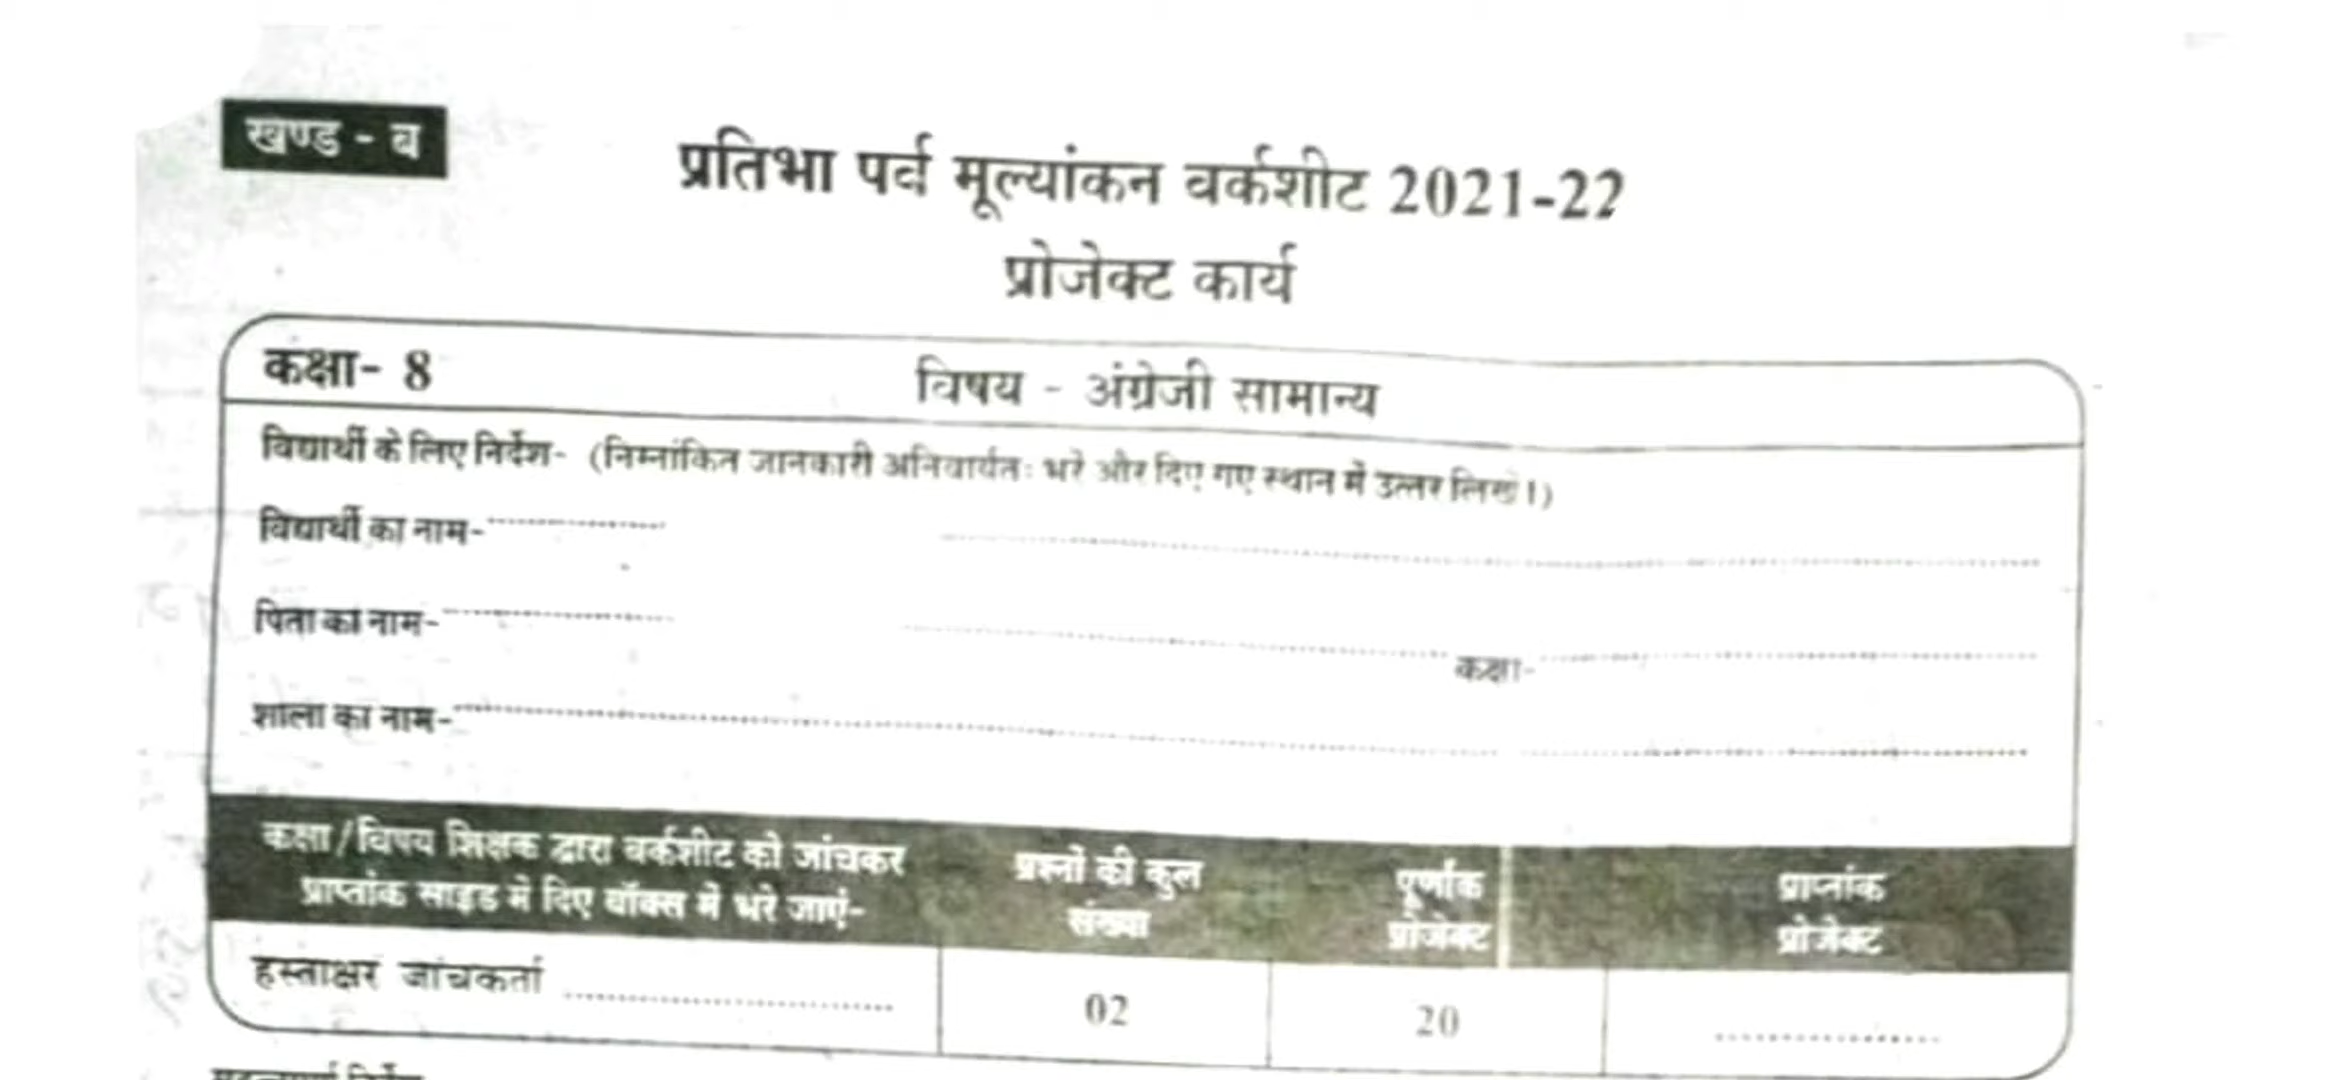 खण्ड - ब
प्रतिभा पर्व मूल्यांकन वर्कशीट 2021-22
प्रोजेक्ट कार्य
कक्षा- 8
विषय - अंग्रेजी सामान्य
विद्यार्थी के लिए निर्देश- (निम्नांकित जानकारी अनिवार्यतः भरें और दिए गए स्थान में उत्तर लिखें।)
विद्यार्थी का नाम-
पिता का नाम-
कक्षा-
शाला का नाम-
कक्षा/विषय शिक्षक द्वारा वर्कशीट को जांचकर
प्राप्तांक साइड में दिए बॉक्स में भरे जाएं-
प्रश्नों की कुल
संख्या
पूर्णांक
प्रोजेक्ट
प्राप्तांक
प्रोजेक्ट
हस्ताक्षर जांचकर्ता
02
20